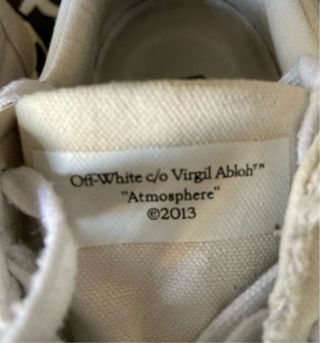 Off-White c/o Virgil Abloh™
"Atmosphere"
©2013